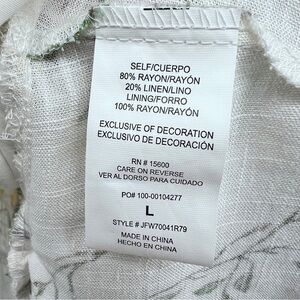 SELF/CUERPO
80% RAYON/RAYÓN
20% LINEN/LINO
LINING/FORRO
100% RAYON/RAYÓN
EXCLUSIVE OF DECORATION
EXCLUSIVO DE DECORACIÓN
RN # 15600
CARE ON REVERSE
VER AL DORSO PARA CUIDADO
PO# 100-00104277
L
STYLE # JFW70041R79
MADE IN CHINA
HECHO EN CHINA